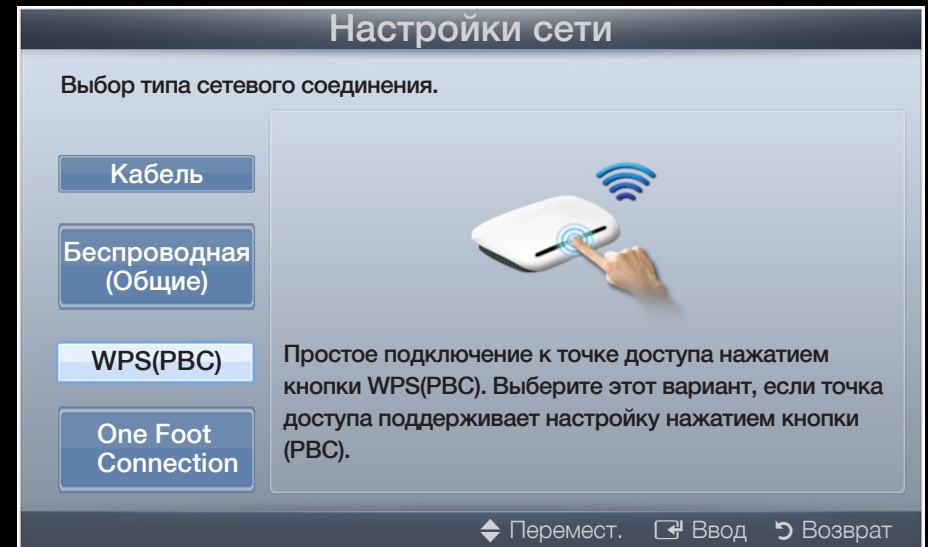 Настройки сети
Выбор типа сетевого соединения.
Кабель
Беспроводная
(Общие)
WPS(PBC)
One Foot
Connection
Простое подключение к точке доступа нажатием
кнопки WPS(PBC). Выберите этот вариант, если точка
доступа поддерживает настройку нажатием кнопки
(PBC).
Перемест. Ввод Возврат